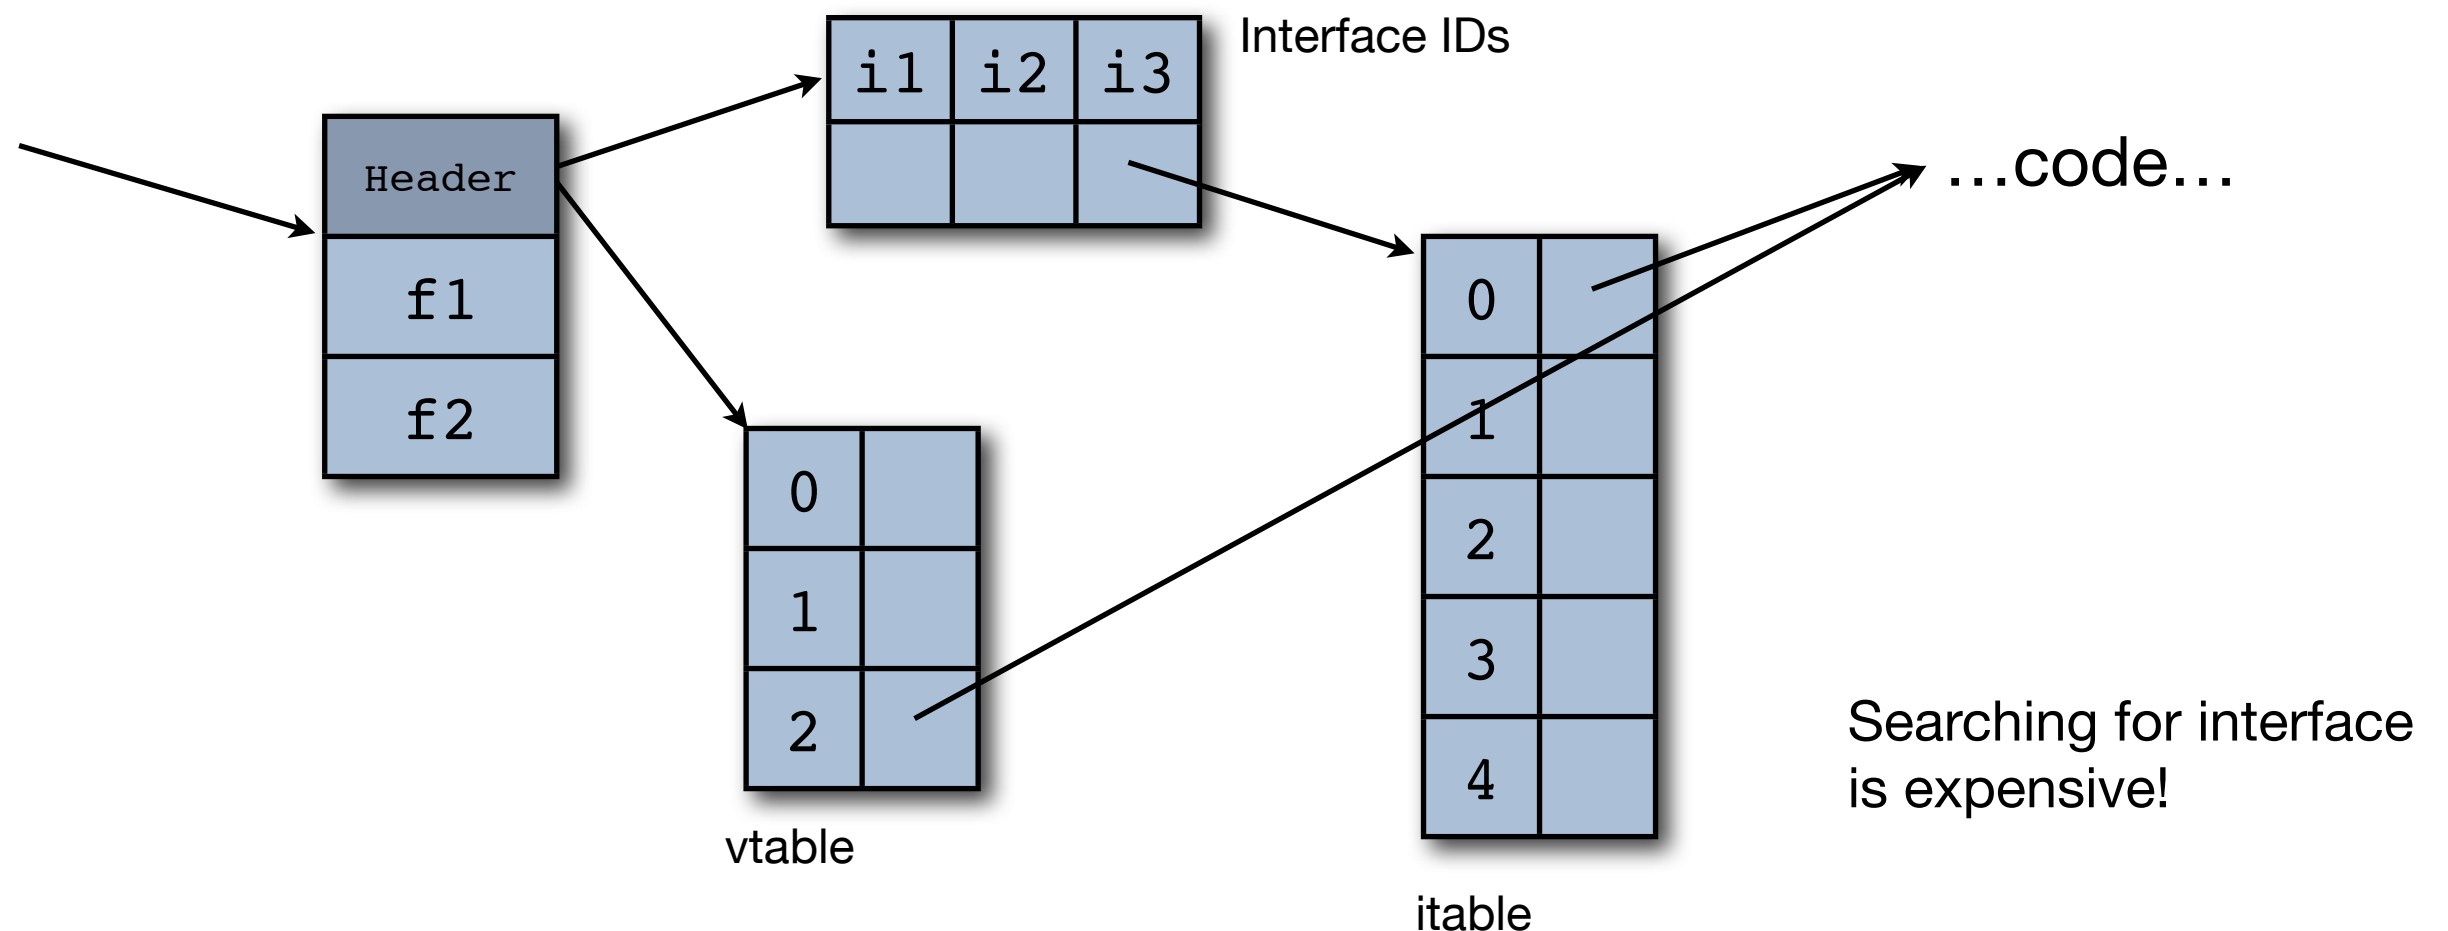 Interface IDs
i1 i2 i3
Header
f1
f2
...code...
0
1
2
vtable
0
1
2
3
4
itable
Searching for interface
is expensive!